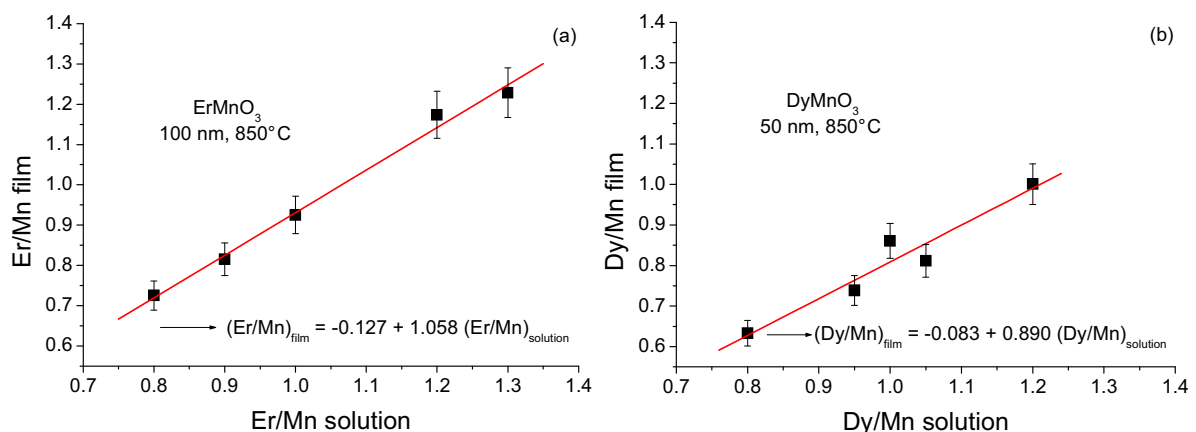 (a)
ErMnO₃
100 nm, 850°C
(Er/Mn)film = -0.127 + 1.058 (Er/Mn)solution
Er/Mn film
1.4
1.3
1.2
1.1
1.0
0.9
0.8
0.7
0.6
0.7 0.8 0.9 1.0 1.1 1.2 1.3 1.4
Er/Mn solution
(b)
DyMnO₃
50 nm, 850°C
(Dy/Mn)film = -0.083 + 0.890 (Dy/Mn)solution
Dy/Mn film
1.4
1.3
1.2
1.1
1.0
0.9
0.8
0.7
0.6
0.7 0.8 0.9 1.0 1.1 1.2 1.3 1.4
Dy/Mn solution